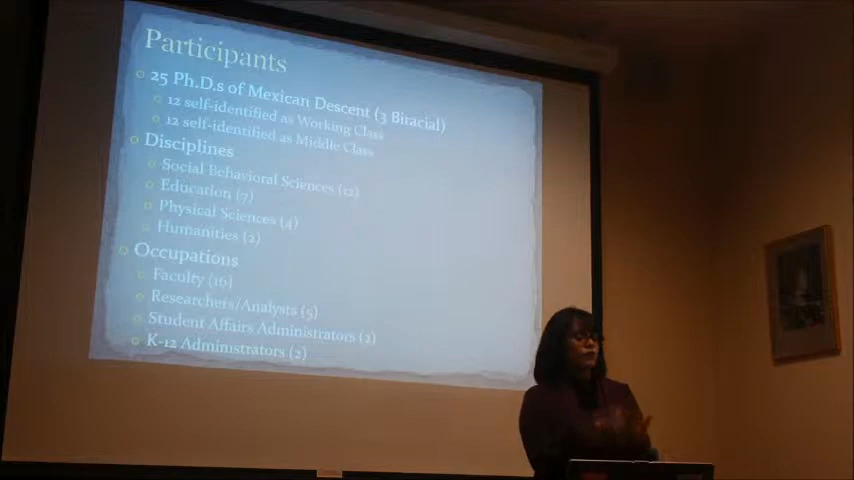 Participants
25 Ph.D.s of Mexican Descent (3 Biracial)
12 self-identified as Working Class
12 self-identified as Middle Class
Disciplines
Social Behavioral Sciences (12)
Education (7)
Physical Sciences (4)
Humanities (2)
Occupations
Faculty (16)
Researchers/Analysts (5)
Student Affairs Administrators (2)
K-12 Administrators (2)